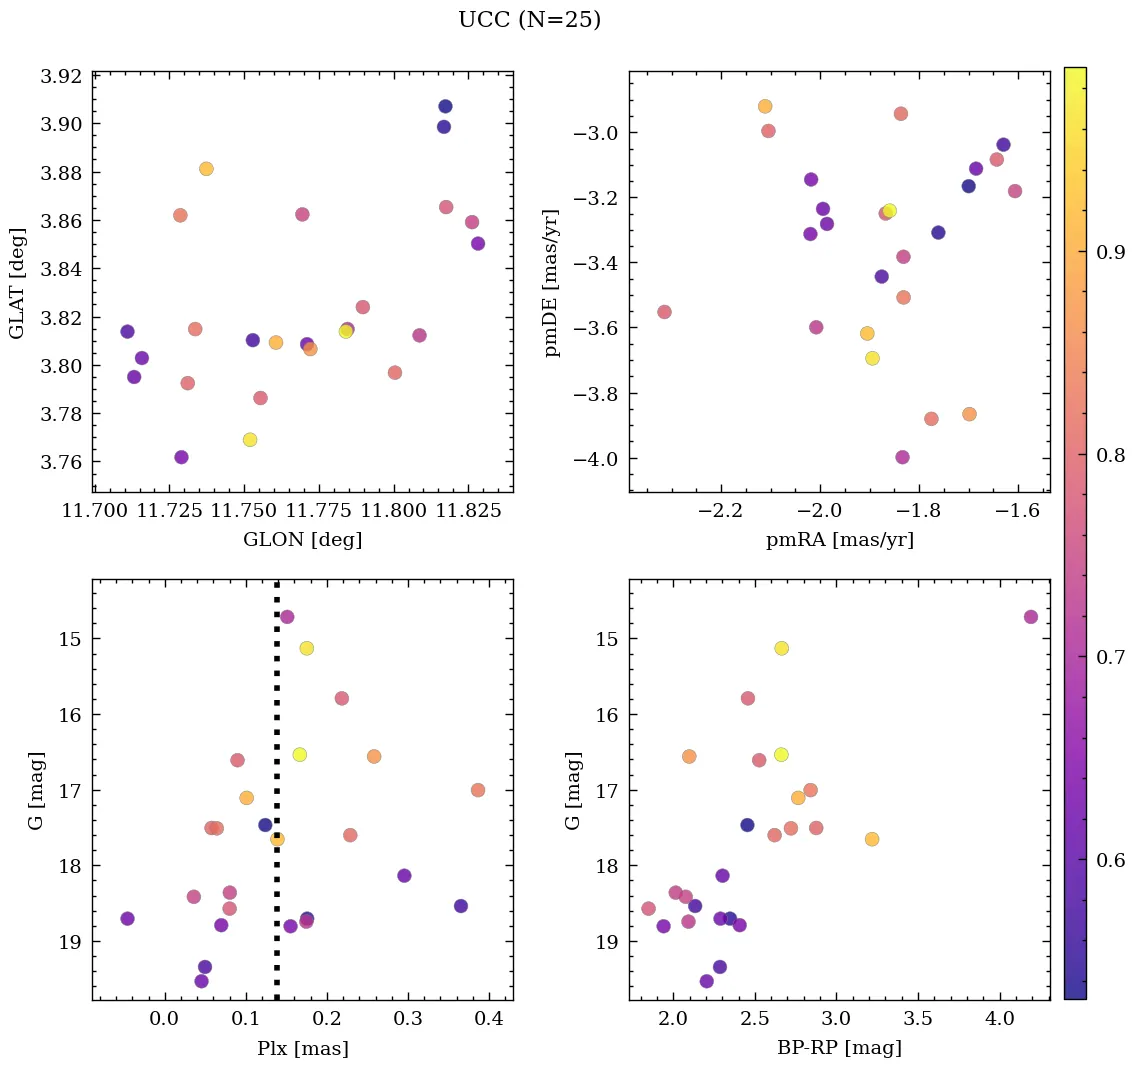 UCC (N=25)
3.92
3.90
3.88
3.86
3.84
3.82
3.80
3.78
3.76
GLAT [deg]
11.700 11.725 11.750 11.775 11.800 11.825
GLON [deg]
−3.0
−3.2
−3.4
−3.6
−3.8
−4.0
pmDE [mas/yr]
−2.2 −2.0 −1.8 −1.6
pmRA [mas/yr]
15
16
17
18
19
G [mag]
0.0 0.1 0.2 0.3 0.4
Plx [mas]
15
16
17
18
19
G [mag]
2.0 2.5 3.0 3.5 4.0
BP-RP [mag]
0.9
0.8
0.7
0.6